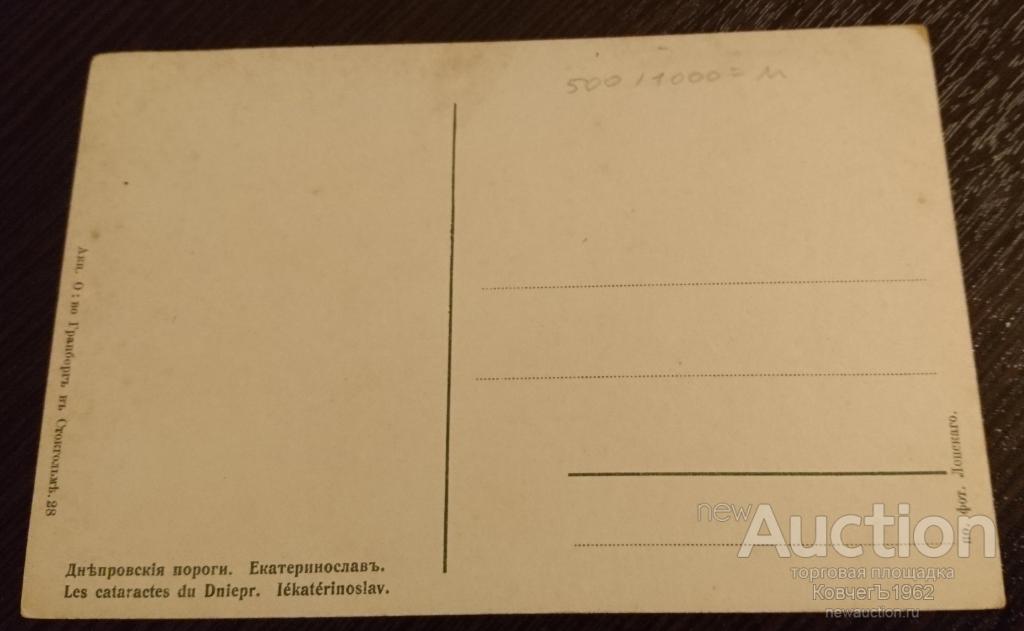 500 / 1000 = м
Акц. О-во Гранбергъ въ Стокгольмѣ. 28
Днѣпровскія пороги. Екатеринославъ.
Les cataractes du Dniepr. Iékatérinoslav.
по фот. Лонскаго.
newAuction
торговая площадка
КовчегЪ1962
newauction.ru